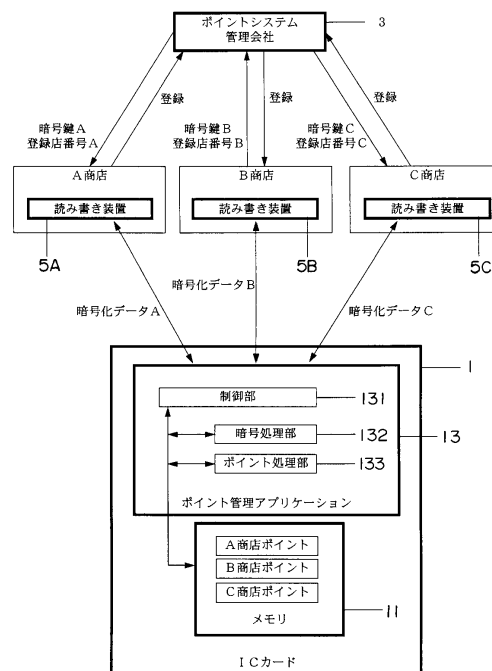 ポイントシステム
管理会社
3
登録
登録
登録
暗号鍵A
登録店番号A
暗号鍵B
登録店番号B
暗号鍵C
登録店番号C
A商店
B商店
C商店
読み書き装置
読み書き装置
読み書き装置
5A
5B
5C
暗号化データA
暗号化データB
暗号化データC
1
制御部
131
暗号処理部
132
13
ポイント処理部
133
ポイント管理アプリケーション
A商店ポイント
B商店ポイント
C商店ポイント
メモリ
11
ICカード